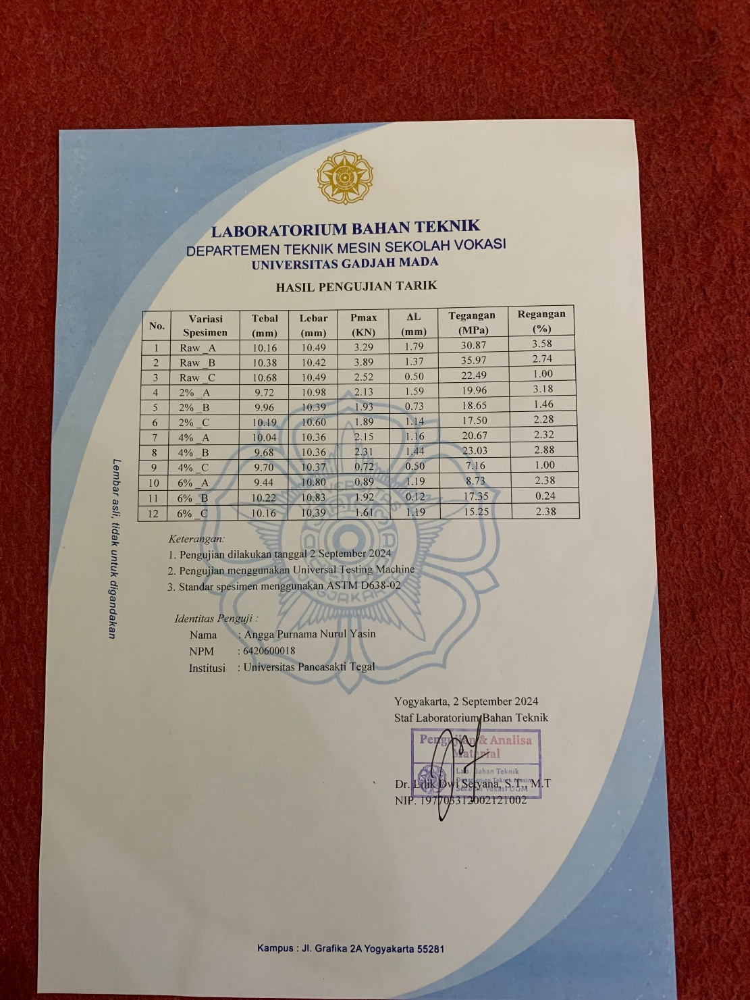 LABORATORIUM BAHAN TEKNIK
DEPARTEMEN TEKNIK MESIN SEKOLAH VOKASI
UNIVERSITAS GADJAH MADA
HASIL PENGUJIAN TARIK
No. Variasi Spesimen Tebal (mm) Lebar (mm) Pmax (KN) ΔL (mm) Tegangan (MPa) Regangan (%)
1 Raw _A 10.16 10.49 3.29 1.79 30.87 3.58
2 Raw _B 10.38 10.42 3.89 1.37 35.97 2.74
3 Raw _C 10.68 10.49 2.52 0.50 22.49 1.00
4 2% _A 9.72 10.98 2.13 1.59 19.96 3.18
5 2% _B 9.96 10.39 1.93 0.73 18.65 1.46
6 2% _C 10.19 10.60 1.89 1.14 17.50 2.28
7 4% _A 10.04 10.36 2.15 1.16 20.67 2.32
8 4% _B 9.68 10.36 2.31 1.44 23.03 2.88
9 4% _C 9.70 10.37 0.72 0.50 7.16 1.00
10 6% _A 9.44 10.80 0.89 1.19 8.73 2.38
11 6% _B 10.22 10.83 1.92 0.12 17.35 0.24
12 6% _C 10.16 10.39 1.61 1.19 15.25 2.38
Keterangan:
1. Pengujian dilakukan tanggal 2 September 2024
2. Pengujian menggunakan Universal Testing Machine
3. Standar spesimen menggunakan ASTM D638-02
Identitas Penguji :
Nama : Angga Purnama Nurul Yasin
NPM : 6420600018
Institusi : Universitas Pancasakti Tegal
Lembar asli, tidak untuk digandakan
Yogyakarta, 2 September 2024
Staf Laboratorium Bahan Teknik
Pengujian & Analisa
Material
Lab. Bahan Teknik
Departemen Teknik Mesin
Sekolah Vokasi UGM
Dr. Lilik Dwi Setyana, S.T., M.T
NIP. 197703312002121002
Kampus : Jl. Grafika 2A Yogyakarta 55281